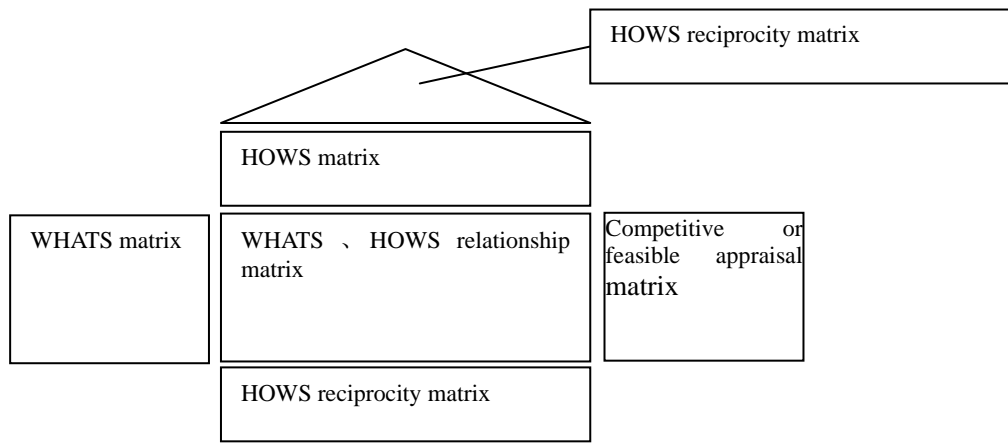 HOWS reciprocity matrix
HOWS matrix
WHATS matrix
WHATS 、HOWS relationship
matrix
Competitive or
feasible appraisal
matrix
HOWS reciprocity matrix